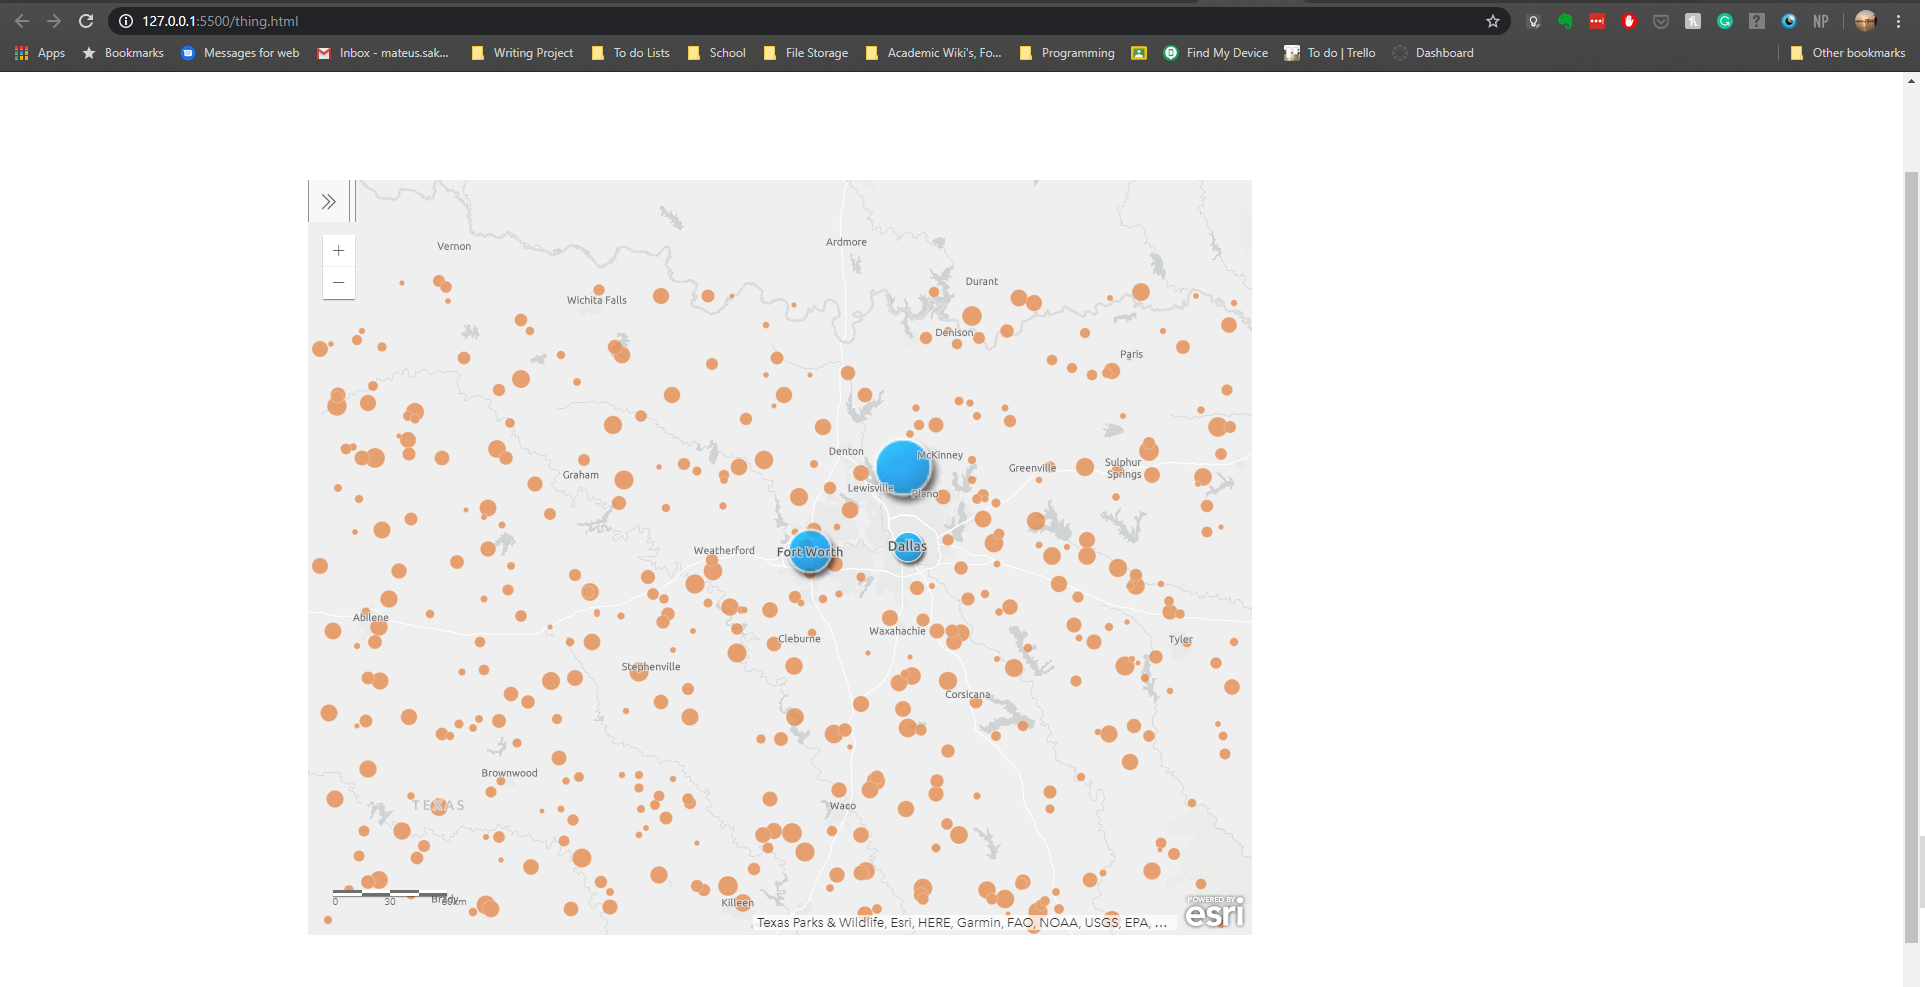 127.0.0.1:5500/thing.html
NP
Apps Bookmarks Messages for web Inbox - mateus.sak... Writing Project To do Lists School File Storage Academic Wiki's, Fo... Programming Find My Device To do | Trello Dashboard Other bookmarks
+
−
Vernon
Ardmore
Durant
Wichita Falls
Denison
Paris
Denton
McKinney
Greenville
Sulphur
Springs
Graham
Lewisville
Plano
Weatherford
Fort Worth
Dallas
Abilene
Cleburne
Waxahachie
Tyler
Stephenville
Corsicana
Brownwood
TEXAS
Waco
Brady
0 30 60km
Killeen
POWERED BY
esri
Texas Parks & Wildlife, Esri, HERE, Garmin, FAO, NOAA, USGS, EPA, ...